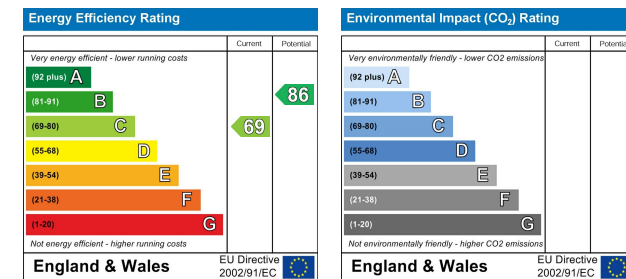 Energy Efficiency Rating
Current Potential
Very energy efficient - lower running costs
(92 plus) A
(81-91) B
86
(69-80) C
69
(55-68) D
(39-54) E
(21-38) F
(1-20) G
Not energy efficient - higher running costs
England & Wales
EU Directive
2002/91/EC
Environmental Impact (CO₂) Rating
Current Potential
Very environmentally friendly - lower CO2 emissions
(92 plus) A
(81-91) B
(69-80) C
(55-68) D
(39-54) E
(21-38) F
(1-20) G
Not environmentally friendly - higher CO2 emissions
England & Wales
EU Directive
2002/91/EC